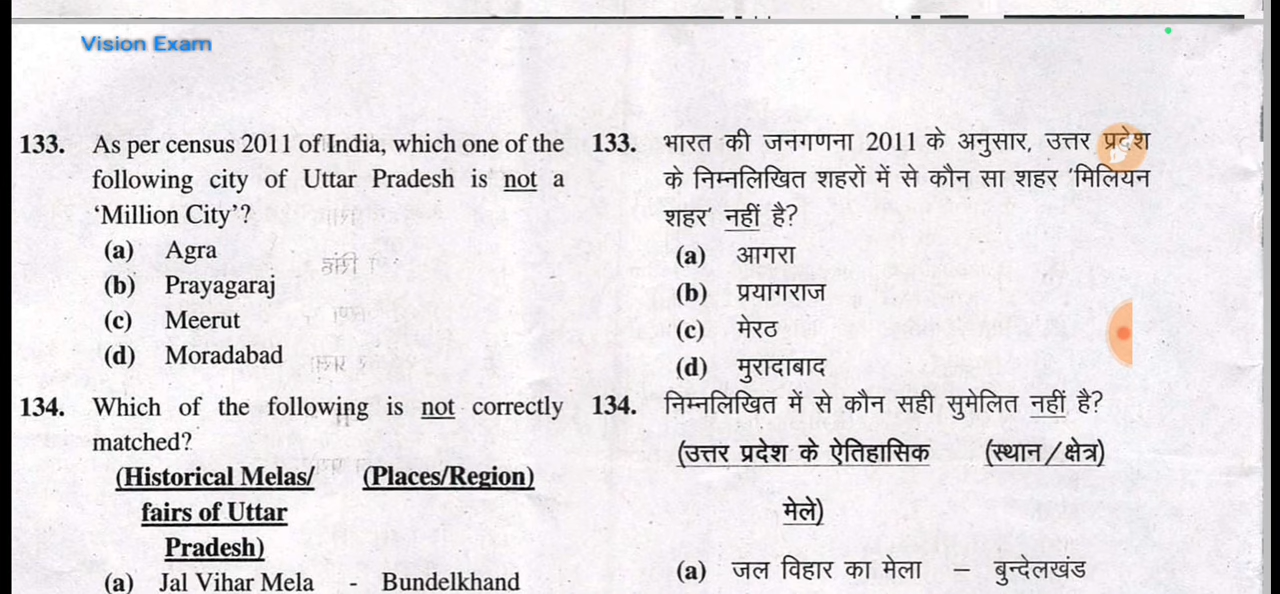 Vision Exam
133. As per census 2011 of India, which one of the
following city of Uttar Pradesh is not a
‘Million City’?
(a) Agra
(b) Prayagaraj
(c) Meerut
(d) Moradabad
134. Which of the following is not correctly
matched?
(Historical Melas/ (Places/Region)
fairs of Uttar
Pradesh)
(a) Jal Vihar Mela - Bundelkhand
133. भारत की जनगणना 2011 के अनुसार, उत्तर प्रदेश
के निम्नलिखित शहरों में से कौन सा शहर ‘मिलियन
शहर’ नहीं है?
(a) आगरा
(b) प्रयागराज
(c) मेरठ
(d) मुरादाबाद
134. निम्नलिखित में से कौन सही सुमेलित नहीं है?
(उत्तर प्रदेश के ऐतिहासिक (स्थान/क्षेत्र)
मेले)
(a) जल विहार का मेला – बुन्देलखंड